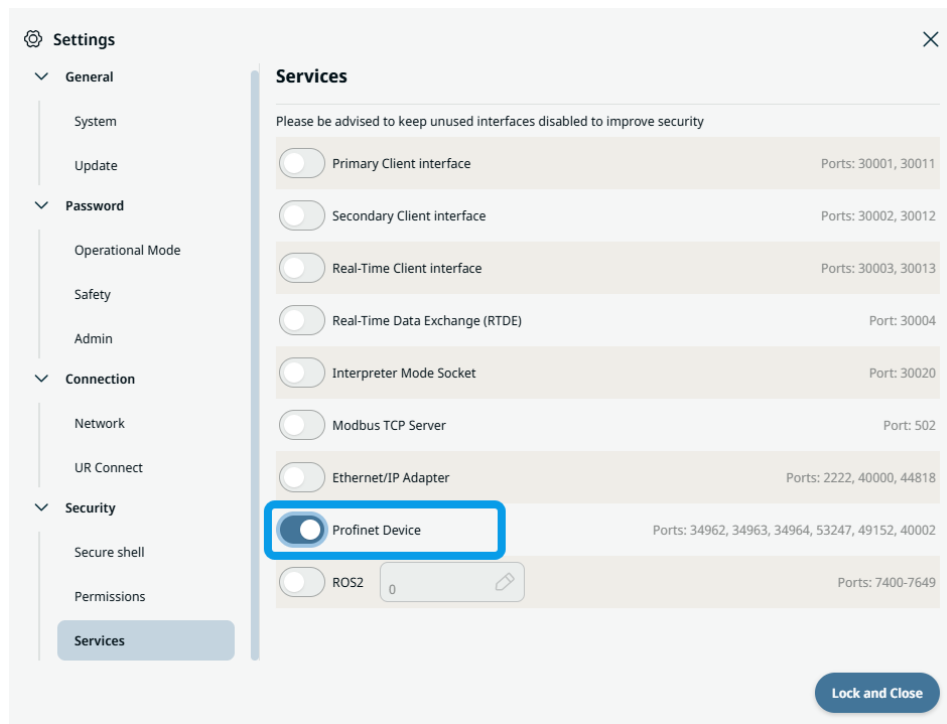 Settings
General
System
Update
Password
Operational Mode
Safety
Admin
Connection
Network
UR Connect
Security
Secure shell
Permissions
Services
Services
Please be advised to keep unused interfaces disabled to improve security
Primary Client interface Ports: 30001, 30011
Secondary Client interface Ports: 30002, 30012
Real-Time Client interface Ports: 30003, 30013
Real-Time Data Exchange (RTDE) Port: 30004
Interpreter Mode Socket Port: 30020
Modbus TCP Server Port: 502
Ethernet/IP Adapter Ports: 2222, 40000, 44818
Profinet Device Ports: 34962, 34963, 34964, 53247, 49152, 40002
ROS2 0 Ports: 7400-7649
Lock and Close